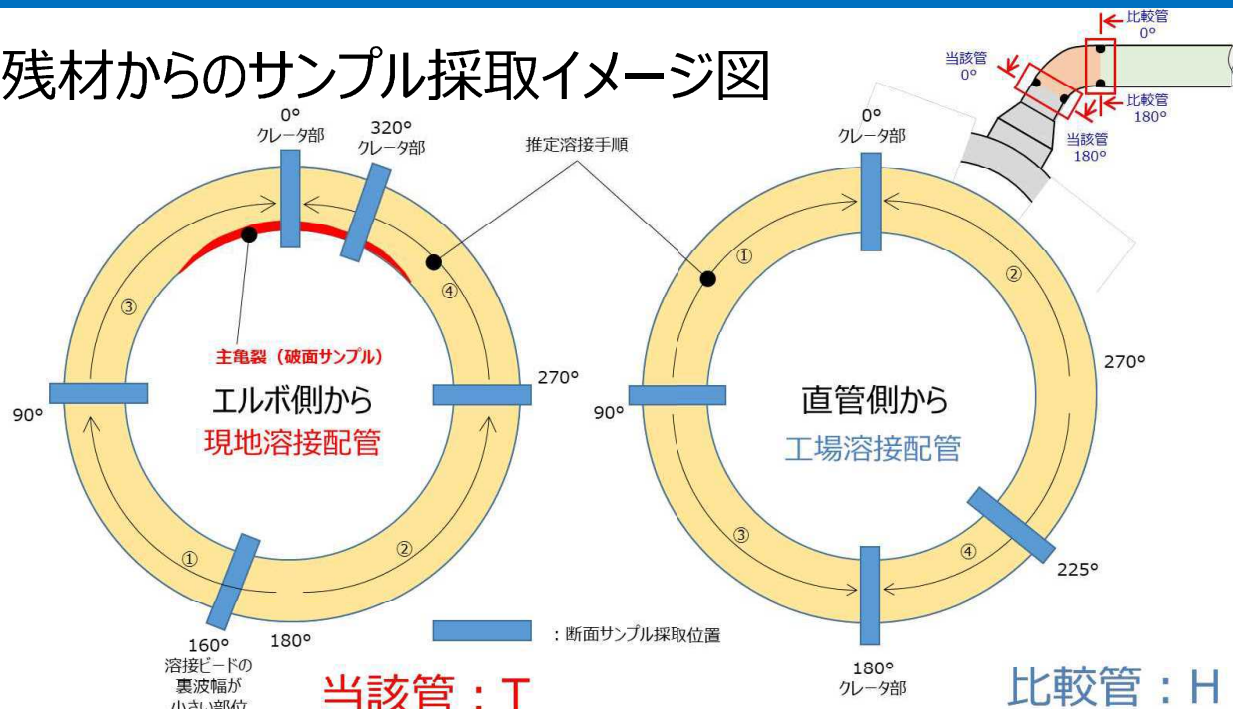 残材からのサンプル採取イメージ図
比較管
0°
当該管
0°
比較管
180°
当該管
180°
0°
クレータ部
320°
クレータ部
推定溶接手順
0°
クレータ部
③
④
①
②
主亀裂（破面サンプル）
エルボ側から
現地溶接配管
90°
270°
90°
直管側から
工場溶接配管
270°
①
②
③
④
225°
160°
溶接ビードの
裏波幅が
小さい部位
180°
：断面サンプル採取位置
180°
クレータ部
当該管：T
比較管：H